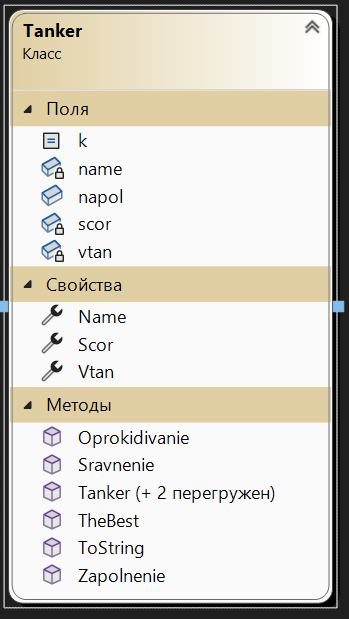 Tanker
Класс
Поля
k
name
napol
scor
vtan
Свойства
Name
Scor
Vtan
Методы
Oprokidivanie
Sravnenie
Tanker (+ 2 перегружен)
TheBest
ToString
Zapolnenie